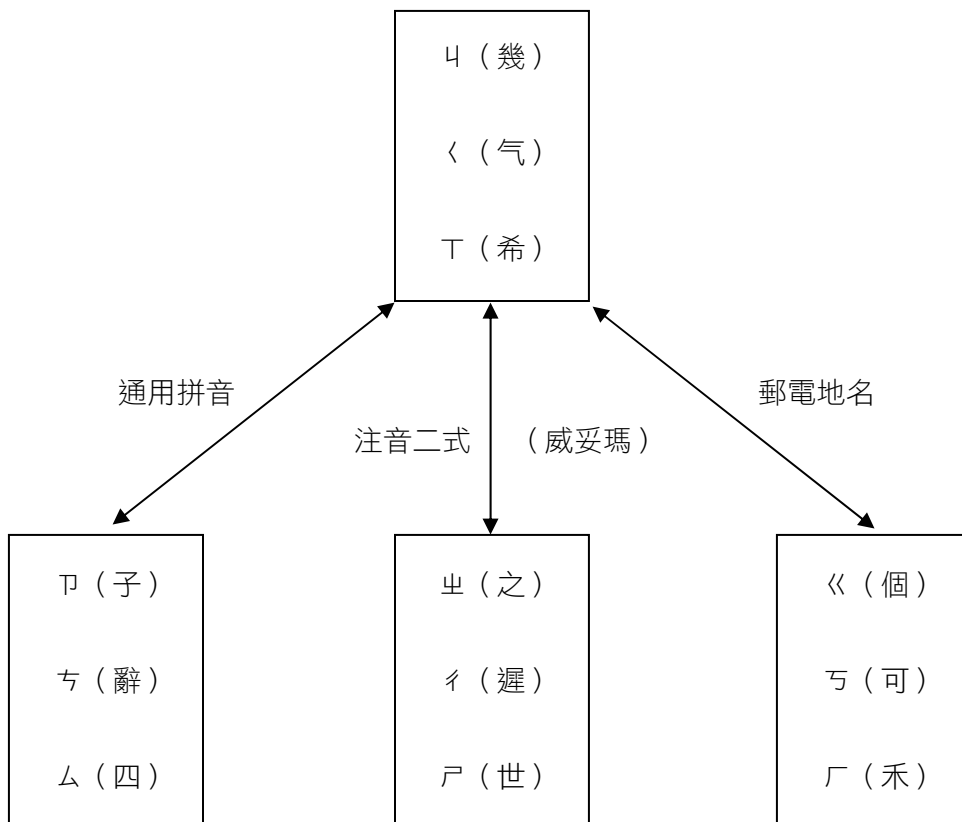 ㄐ（幾）
ㄑ（气）
ㄒ（希）
通用拼音
郵電地名
注音二式
（威妥瑪）
ㄗ（子）
ㄘ（辭）
ㄙ（四）
ㄓ（之）
ㄔ（遲）
ㄕ（世）
ㄍ（個）
ㄎ（可）
ㄏ（禾）